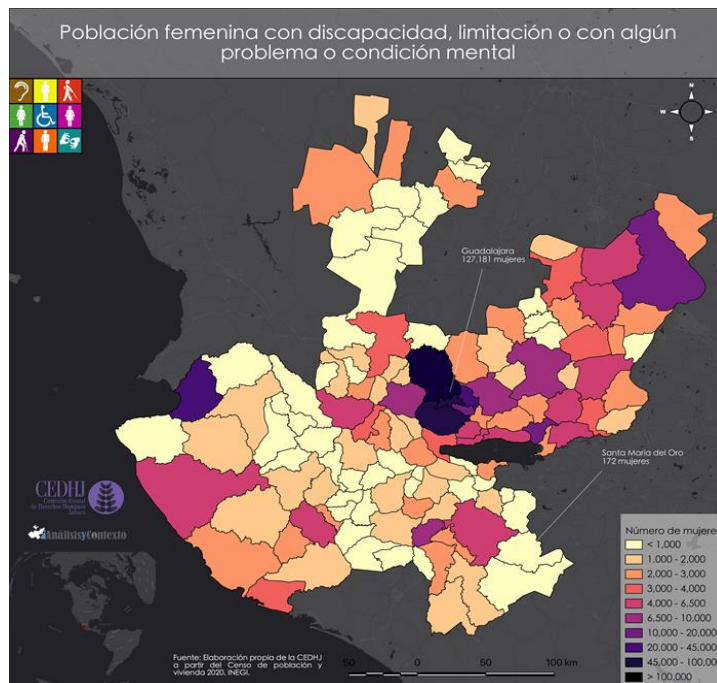 Población femenina con discapacidad, limitación o con algún
problema o condición mental
N
W
E
S
Guadalajara
127,181 mujeres
Santa María del Oro
172 mujeres
CEDHJ
Comisión Estatal
de Derechos Humanos
Jalisco
AnálisisyContexto
Número de mujeres
< 1,000
1,000 - 2,000
2,000 - 3,000
3,000 - 4,000
4,000 - 6,500
6,500 - 10,000
10,000 - 20,000
20,000 - 45,000
45,000 - 100,000
> 100,000
Fuente: Elaboración propia de la CEDHJ
a partir del Censo de población y
vivienda 2020, INEGI.
50 0 50 100 km